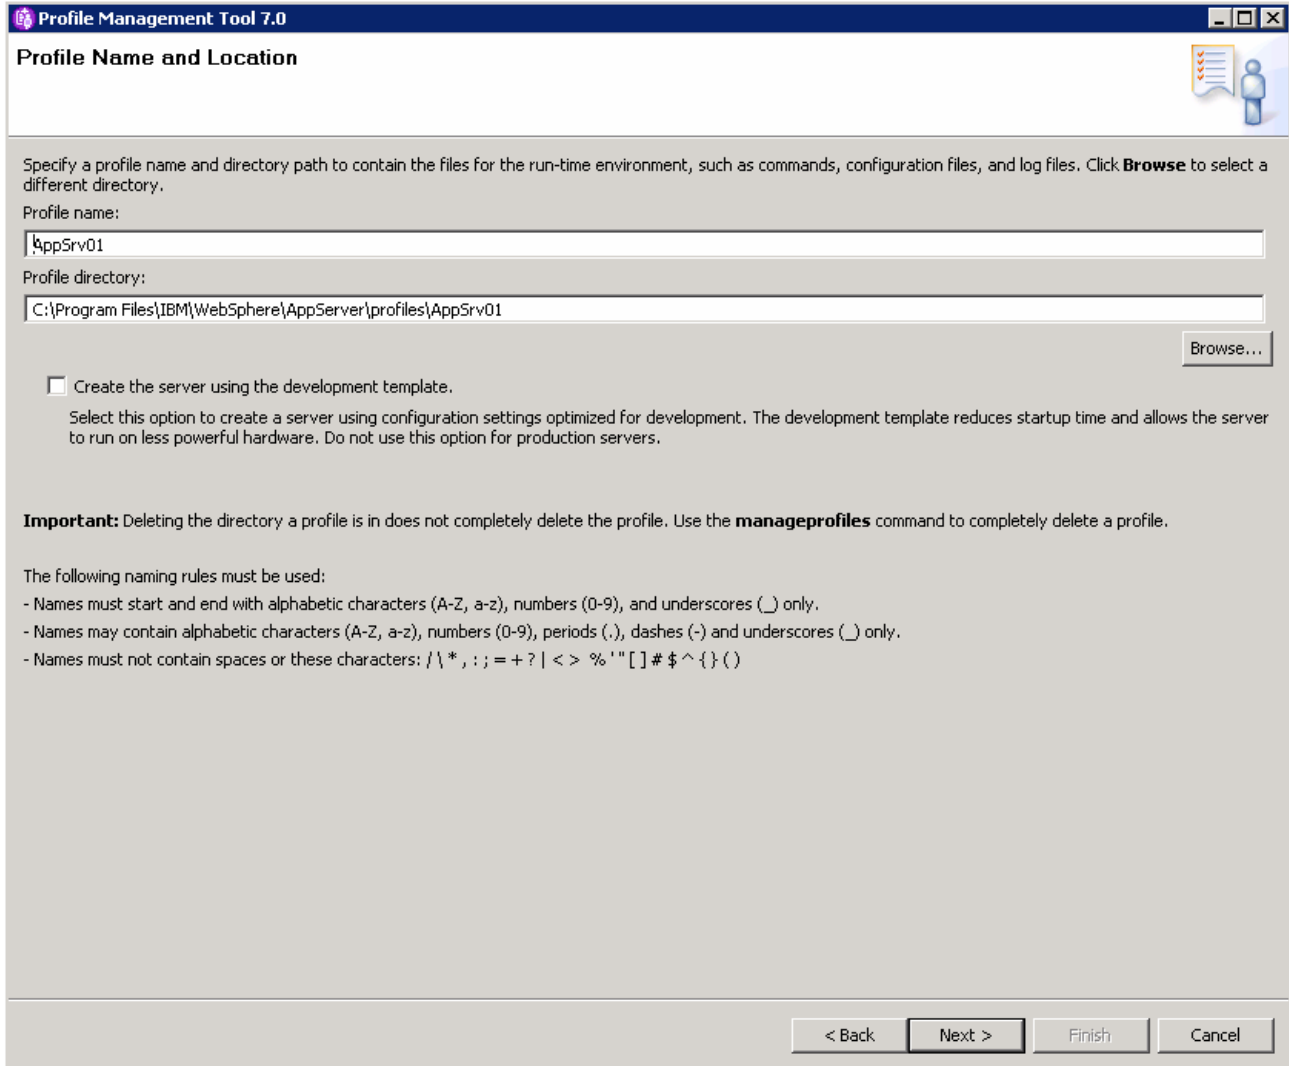 Profile Management Tool 7.0
Profile Name and Location
Specify a profile name and directory path to contain the files for the run-time environment, such as commands, configuration files, and log files. Click Browse to select a
different directory.
Profile name:
AppSrv01
Profile directory:
C:\Program Files\IBM\WebSphere\AppServer\profiles\AppSrv01
Browse...
Create the server using the development template.
Select this option to create a server using configuration settings optimized for development. The development template reduces startup time and allows the server
to run on less powerful hardware. Do not use this option for production servers.
Important: Deleting the directory a profile is in does not completely delete the profile. Use the manageprofiles command to completely delete a profile.
The following naming rules must be used:
- Names must start and end with alphabetic characters (A-Z, a-z), numbers (0-9), and underscores (_) only.
- Names may contain alphabetic characters (A-Z, a-z), numbers (0-9), periods (.), dashes (-) and underscores (_) only.
- Names must not contain spaces or these characters: / \ * , : ; = + ? | < > % ' " [ ] # $ ^ { } ( )
< Back
Next >
Finish
Cancel